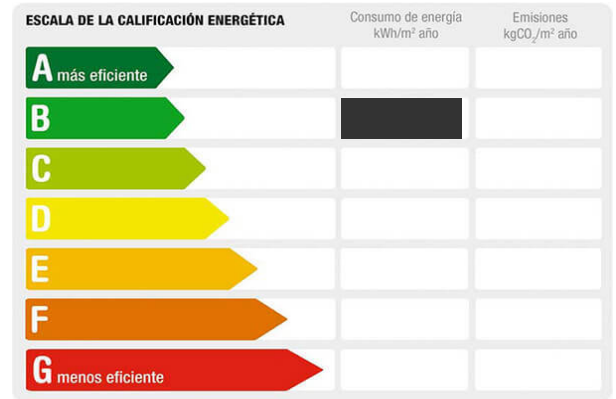 ESCALA DE LA CALIFICACIÓN ENERGÉTICA
Consumo de energía
kWh/m² año
Emisiones
kgCO₂/m² año
A más eficiente
B
C
D
E
F
G menos eficiente